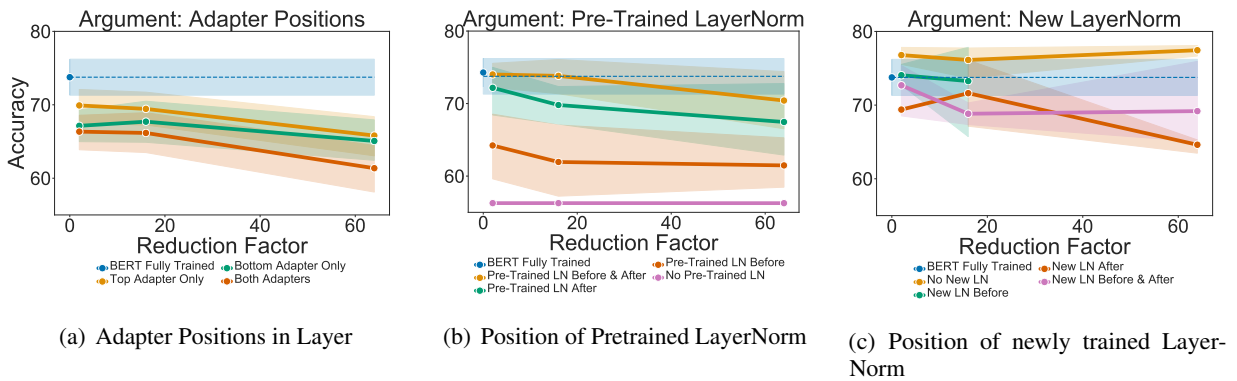 Argument: Adapter Positions
80
70
60
Accuracy
0 20 40 60
Reduction Factor
BERT Fully Trained Bottom Adapter Only
Top Adapter Only Both Adapters
(a) Adapter Positions in Layer
Argument: Pre-Trained LayerNorm
80
70
60
0 20 40 60
Reduction Factor
BERT Fully Trained Pre-Trained LN Before
Pre-Trained LN Before & After No Pre-Trained LN
Pre-Trained LN After
(b) Position of Pretrained LayerNorm
Argument: New LayerNorm
80
70
60
0 20 40 60
Reduction Factor
BERT Fully Trained New LN After
No New LN New LN Before & After
New LN Before
(c) Position of newly trained Layer-
Norm